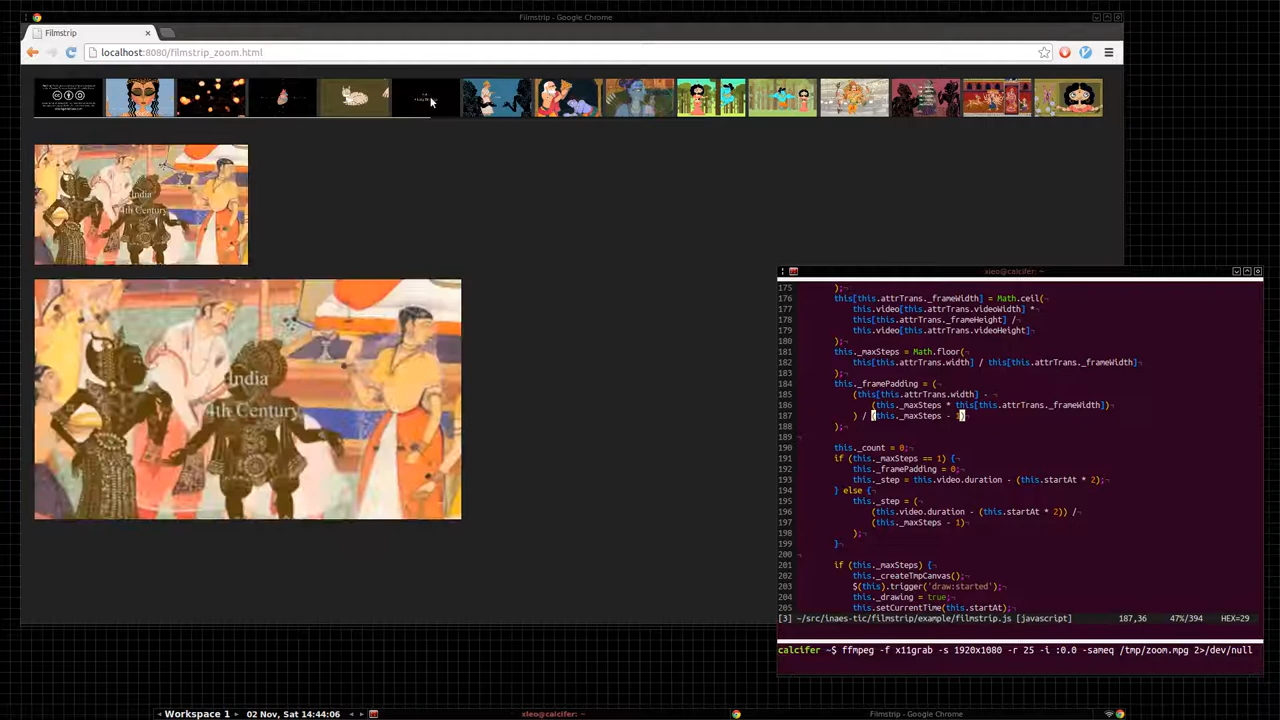 Filmstrip - Google Chrome
Filmstrip
localhost:8080/filmstrip_zoom.html
India
4th Century
India
4th Century
xleo@calcifer: ~
175 );¬
176 this[this.attrTrans._frameWidth] = Math.ceil(¬
177 this.video[this.attrTrans.videoWidth] *¬
178 this[this.attrTrans._frameHeight] /¬
179 this.video[this.attrTrans.videoHeight]¬
180 );¬
181 this._maxSteps = Math.floor(¬
182 this[this.attrTrans.width] / this[this.attrTrans._frameWidth]¬
183 );¬
184 this._framePadding = (¬
185 (this[this.attrTrans.width] -¬
186 (this._maxSteps * this[this.attrTrans._frameWidth])¬
187 ) / (this._maxSteps - 1)¬
188 );¬
189 ¬
190 this._count = 0;¬
191 if (this._maxSteps == 1) {¬
192 this._framePadding = 0;¬
193 this._step = this.video.duration - (this.startAt * 2);¬
194 } else {¬
195 this._step = (¬
196 (this.video.duration - (this.startAt * 2)) /¬
197 (this._maxSteps - 1)¬
198 );¬
199 }¬
200 ¬
201 if (this._maxSteps) {¬
202 this._createTmpCanvas();¬
203 $(this).trigger('draw:started');¬
204 this._drawing = true;¬
205 this.setCurrentTime(this.startAt);¬
[3] ~/src/inaes-tic/filmstrip/example/filmstrip.js [javascript] 187,36 47%/394 HEX=29
calcifer ~$ ffmpeg -f x11grab -s 1920x1080 -r 25 -i :0.0 -sameq /tmp/zoom.mpg 2>/dev/null
Workspace 1 02 Nov, Sat 14:44:06 xleo@calcifer: ~ Filmstrip - Google Chrome